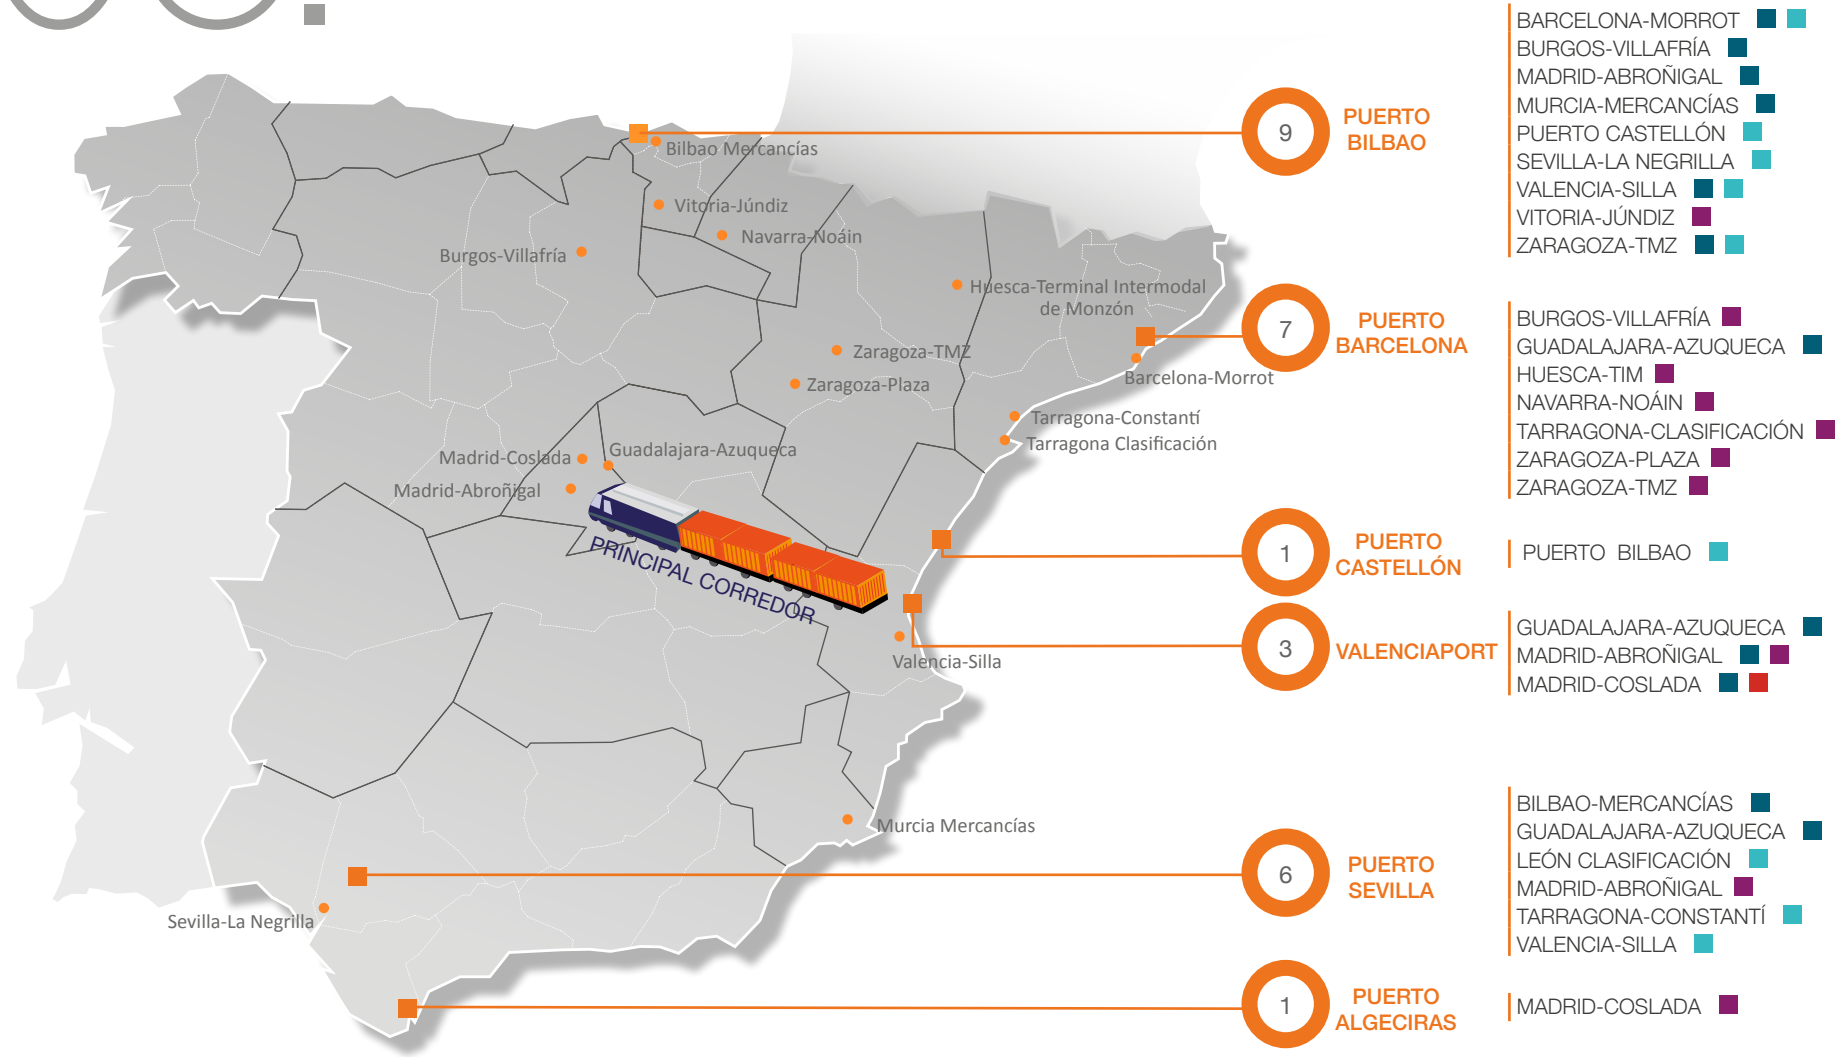 Bilbao Mercancías
Vitoria-Júndiz
Navarra-Noáin
Burgos-Villafría
Huesca-Terminal Intermodal
de Monzón
Zaragoza-TMZ
Zaragoza-Plaza
Barcelona-Morrot
Tarragona-Constantí
Tarragona Clasificación
Madrid-Coslada
Guadalajara-Azuqueca
Madrid-Abroñigal
PRINCIPAL CORREDOR
Valencia-Silla
Murcia Mercancías
Sevilla-La Negrilla
9
PUERTO
BILBAO
BARCELONA-MORROT
BURGOS-VILLAFRÍA
MADRID-ABROÑIGAL
MURCIA-MERCANCÍAS
PUERTO CASTELLÓN
SEVILLA-LA NEGRILLA
VALENCIA-SILLA
VITORIA-JÚNDIZ
ZARAGOZA-TMZ
7
PUERTO
BARCELONA
BURGOS-VILLAFRÍA
GUADALAJARA-AZUQUECA
HUESCA-TIM
NAVARRA-NOÁIN
TARRAGONA-CLASIFICACIÓN
ZARAGOZA-PLAZA
ZARAGOZA-TMZ
1
PUERTO
CASTELLÓN
PUERTO BILBAO
3
VALENCIAPORT
GUADALAJARA-AZUQUECA
MADRID-ABROÑIGAL
MADRID-COSLADA
6
PUERTO
SEVILLA
BILBAO-MERCANCÍAS
GUADALAJARA-AZUQUECA
LEÓN CLASIFICACIÓN
MADRID-ABROÑIGAL
TARRAGONA-CONSTANTÍ
VALENCIA-SILLA
1
PUERTO
ALGECIRAS
MADRID-COSLADA